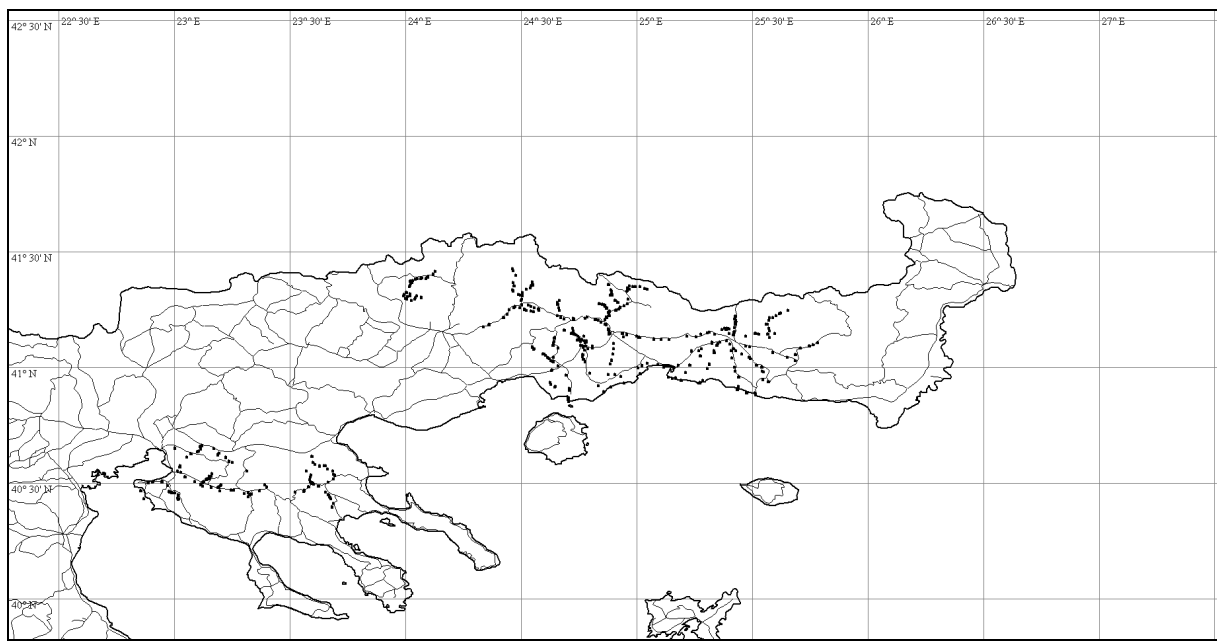 42° 30' N
22° 30' E
23° E
23° 30' E
24° E
24° 30' E
25° E
25° 30' E
26° E
26° 30' E
27° E
42° N
41° 30' N
41° N
40° 30' N
40° N